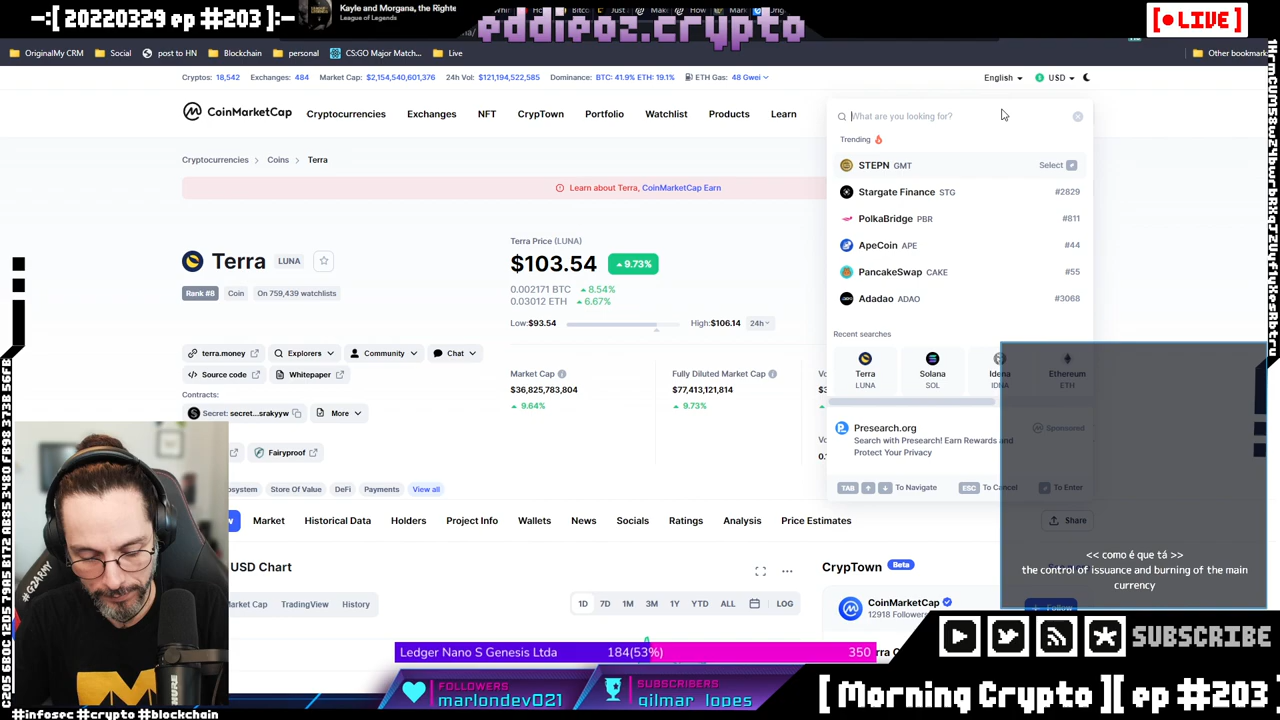 -:[ 20220329 ep #203 ]:-
Kayle and Morgana, the Righte
League of Legends
eddieoz.crypto
[ LIVE ]
OriginalMy CRM
Social
post to HN
Blockchain
personal
CS:GO Major Match...
Live
Other bookmark
Cryptos: 18,542
Exchanges: 484
Market Cap: $2,154,540,601,376
24h Vol: $121,194,522,585
Dominance: BTC: 41.9% ETH: 19.1%
ETH Gas: 48 Gwei
English
USD
CoinMarketCap
Cryptocurrencies
Exchanges
NFT
CrypTown
Portfolio
Watchlist
Products
Learn
What are you looking for?
Trending
STEPN GMT
Select
Stargate Finance STG
#2829
PolkaBridge PBR
#811
ApeCoin APE
#44
PancakeSwap CAKE
#55
Adadao ADAO
#3068
Recent searches
Terra
LUNA
Solana
SOL
Idena
IDNA
Ethereum
ETH
Presearch.org
Sponsored
Search with Presearch! Earn Rewards and
Protect Your Privacy
TAB
To Navigate
ESC
To Cancel
To Enter
Cryptocurrencies
Coins
Terra
Learn about Terra, CoinMarketCap Earn
Terra
LUNA
Rank #8
Coin
On 759,439 watchlists
Terra Price (LUNA)
$103.54
9.73%
0.002171 BTC
8.54%
0.03012 ETH
6.67%
Low:$93.54
High:$106.14
24h
terra.money
Explorers
Community
Chat
Source code
Whitepaper
Contracts:
Secret: secret...srakyyw
More
Fairyproof
osystem
Store Of Value
DeFi
Payments
View all
Market Cap
$36,825,783,804
9.64%
Fully Diluted Market Cap
$77,413,121,814
9.73%
Market
Historical Data
Holders
Project Info
Wallets
News
Socials
Ratings
Analysis
Price Estimates
Share
USD Chart
arket Cap
TradingView
History
1D
7D
1M
3M
1Y
YTD
ALL
LOG
CrypTown
Beta
CoinMarketCap
12918 Followers
Follow
<< como é que tá >>
the control of issuance and burning of the main
currency
Ledger Nano S Genesis Ltda
184(53%)
350
FOLLOWERS
marlondev021
SUBSCRIBERS
gilmar_lopes
SUBSCRIBE
[ Morning Crypto ][ ep #203 ]
#infosec #crypto #blockchain